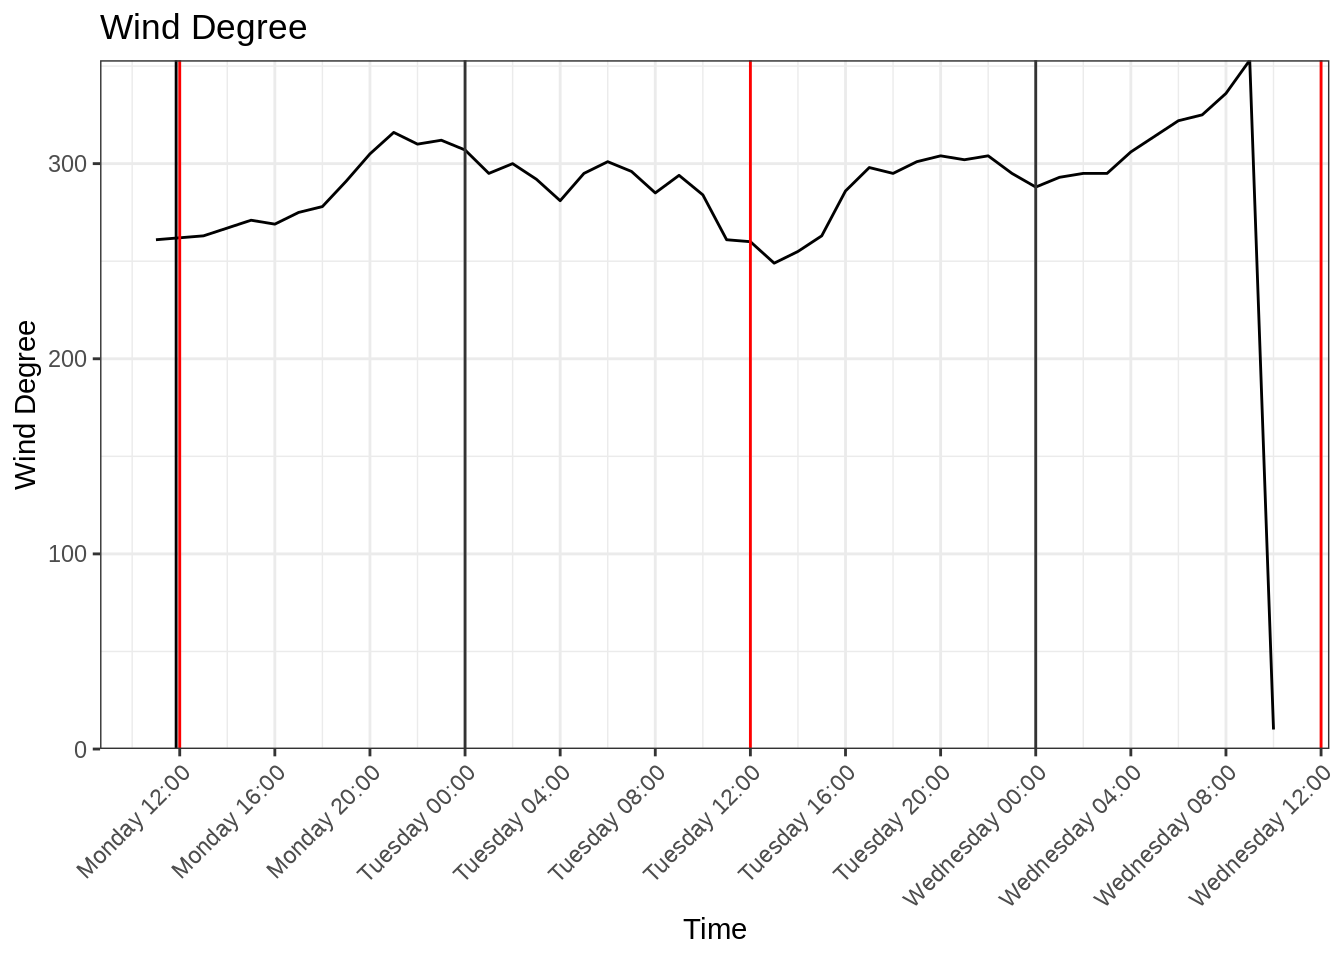 Wind Degree
Wind Degree
300
200
100
0
Monday 12:00
Monday 16:00
Monday 20:00
Tuesday 00:00
Tuesday 04:00
Tuesday 08:00
Tuesday 12:00
Tuesday 16:00
Tuesday 20:00
Wednesday 00:00
Wednesday 04:00
Wednesday 08:00
Wednesday 12:00
Time